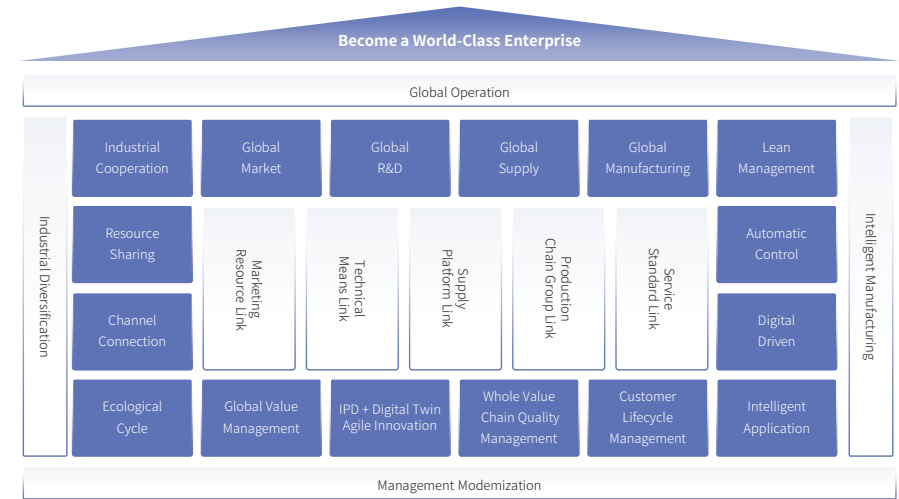 Become a World-Class Enterprise
Global Operation
Industrial Diversification
Industrial
Cooperation
Global
Market
Global
R&D
Global
Supply
Global
Manufacturing
Lean
Management
Intelligent Manufacturing
Resource
Sharing
Marketing
Resource Link
Technical
Means Link
Supply
Platform Link
Production
Chain Group Link
Service
Standard Link
Automatic
Control
Channel
Connection
Digital
Driven
Ecological
Cycle
Global Value
Management
IPD + Digital Twin
Agile Innovation
Whole Value
Chain Quality
Management
Customer
Lifecycle
Management
Intelligent
Application
Management Modemization